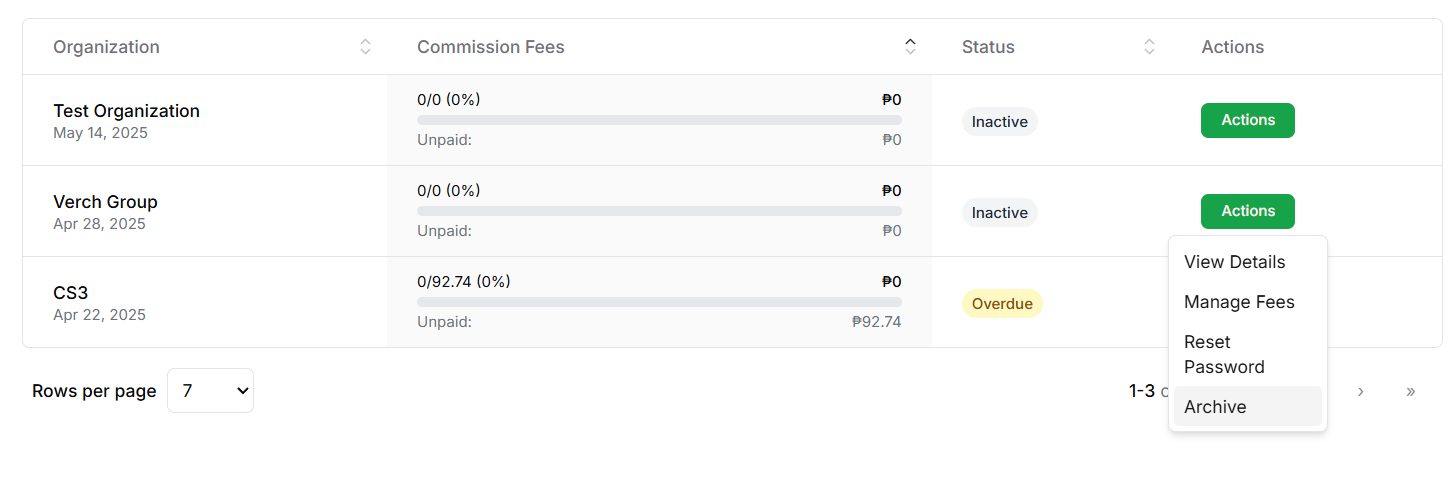 Organization Commission Fees Status Actions
Test Organization
May 14, 2025
0/0 (0%) ₱0
Unpaid: ₱0
Inactive
Actions
Verch Group
Apr 28, 2025
0/0 (0%) ₱0
Unpaid: ₱0
Inactive
Actions
CS3
Apr 22, 2025
0/92.74 (0%) ₱0
Unpaid: ₱92.74
Overdue
View Details
Manage Fees
Reset
Password
Archive
Rows per page 7
1-3
› »